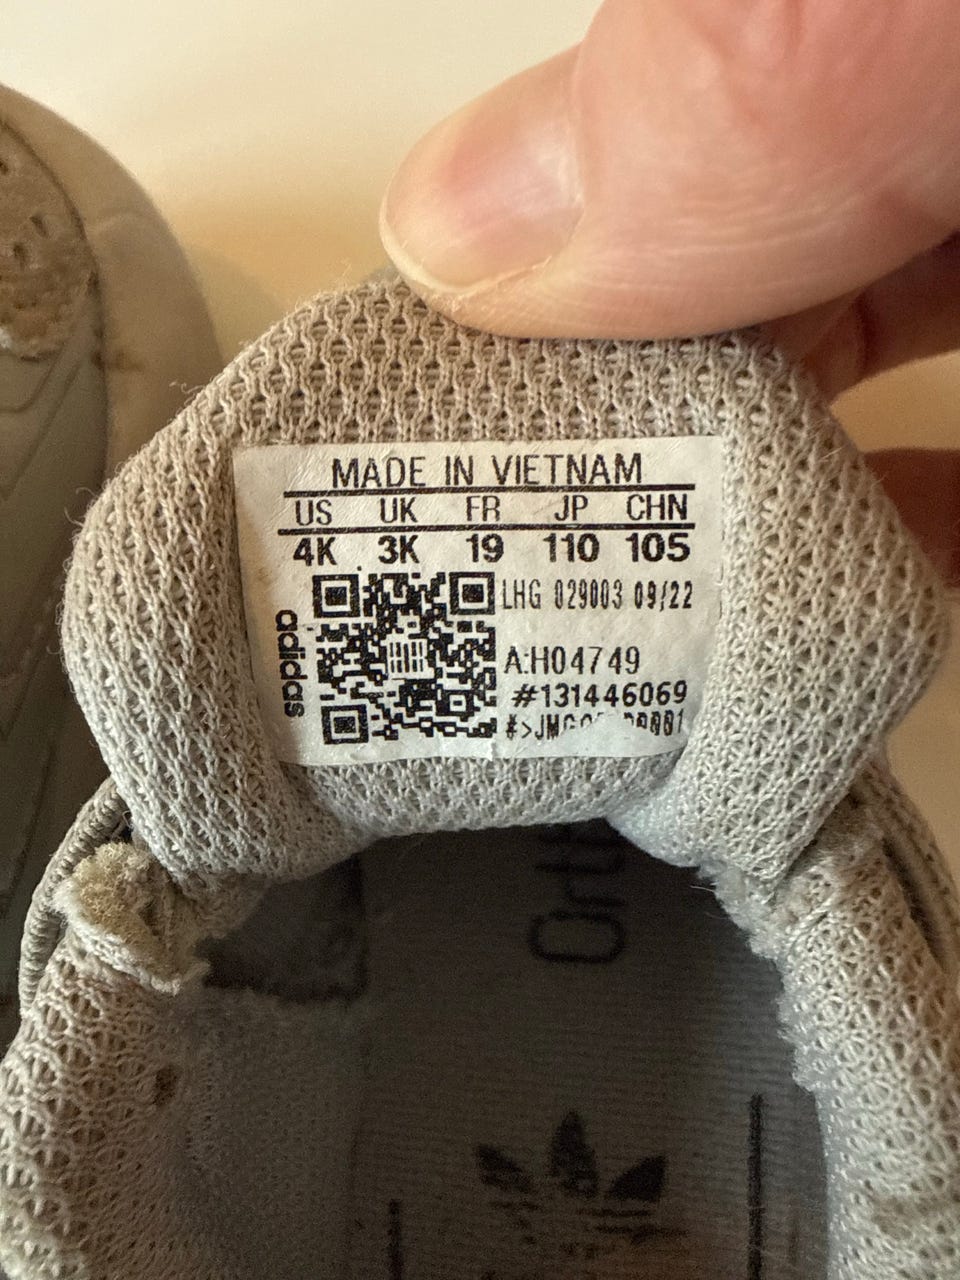 MADE IN VIETNAM
US UK FR JP CHN
4K 3K 19 110 105
LHG 029003 09/22
adidas
A:H04749
#131446069